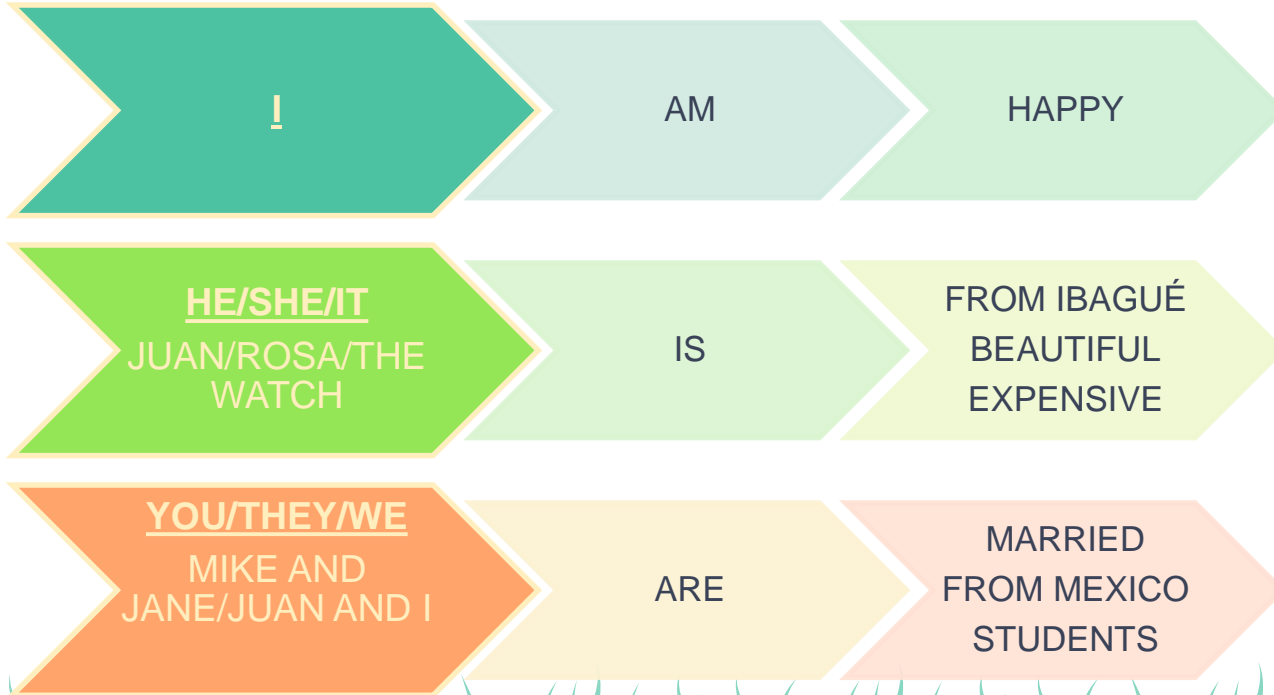 I
AM
HAPPY
HE/SHE/IT
JUAN/ROSA/THE
WATCH
IS
FROM IBAGUÉ
BEAUTIFUL
EXPENSIVE
YOU/THEY/WE
MIKE AND
JANE/JUAN AND I
ARE
MARRIED
FROM MEXICO
STUDENTS